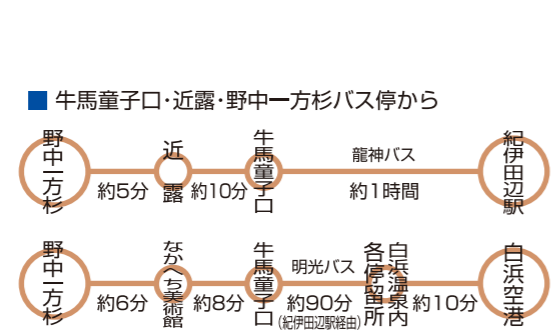 ■ 牛馬童子口・近露・野中一方杉バス停から
野中一方杉
約5分
近露
約10分
牛馬童子口
龍神バス
約1時間
紀伊田辺駅
野中一方杉
約6分
なかへち美術館
約8分
牛馬童子口
明光バス
約90分
(紀伊田辺駅経由)
白浜温泉内
各停留所
約10分
白浜空港